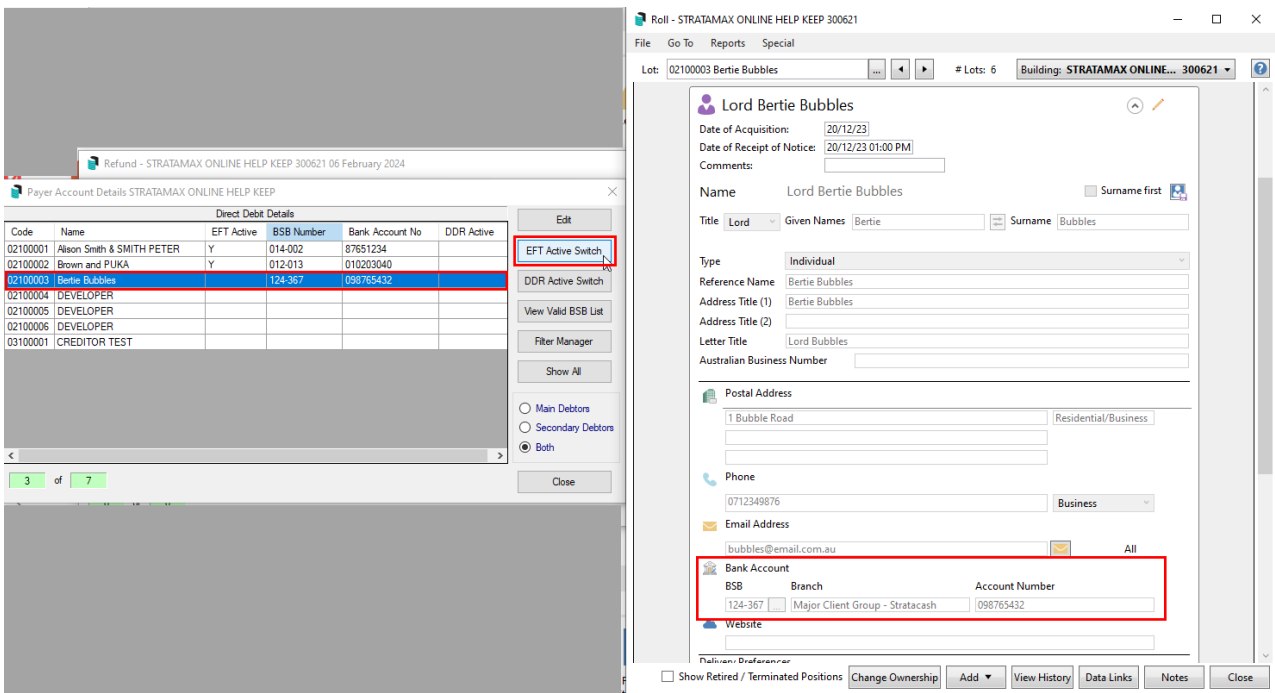 Refund - STRATAMAX ONLINE HELP KEEP 300621 06 February 2024
Payer Account Details STRATAMAX ONLINE HELP KEEP
Direct Debit Details
Code Name EFT Active BSB Number Bank Account No DDR Active
02100001 Alison Smith & SMITH PETER Y 014-002 87651234
02100002 Brown and PUKA Y 012-013 010203040
02100003 Bertie Bubbles 124-367 098765432
02100004 DEVELOPER
02100005 DEVELOPER
02100006 DEVELOPER
03100001 CREDITOR TEST
Edit
EFT Active Switch
DDR Active Switch
View Valid BSB List
Filter Manager
Show All
Main Debtors
Secondary Debtors
Both
3 of 7
Close
Roll - STRATAMAX ONLINE HELP KEEP 300621
File Go To Reports Special
Lot: 02100003 Bertie Bubbles ... # Lots: 6 Building: STRATAMAX ONLINE... 300621
Lord Bertie Bubbles
Date of Acquisition: 20/12/23
Date of Receipt of Notice: 20/12/23 01:00 PM
Comments:
Name Lord Bertie Bubbles Surname first
Title Lord Given Names Bertie Surname Bubbles
Type Individual
Reference Name Bertie Bubbles
Address Title (1) Bertie Bubbles
Address Title (2)
Letter Title Lord Bubbles
Australian Business Number
Postal Address
1 Bubble Road Residential/Business
Phone
0712349876 Business
Email Address
bubbles@email.com.au All
Bank Account
BSB Branch Account Number
124-367 ... Major Client Group - Stratacash 098765432
Website
Delivery Preferences
Show Retired / Terminated Positions Change Ownership Add View History Data Links Notes Close